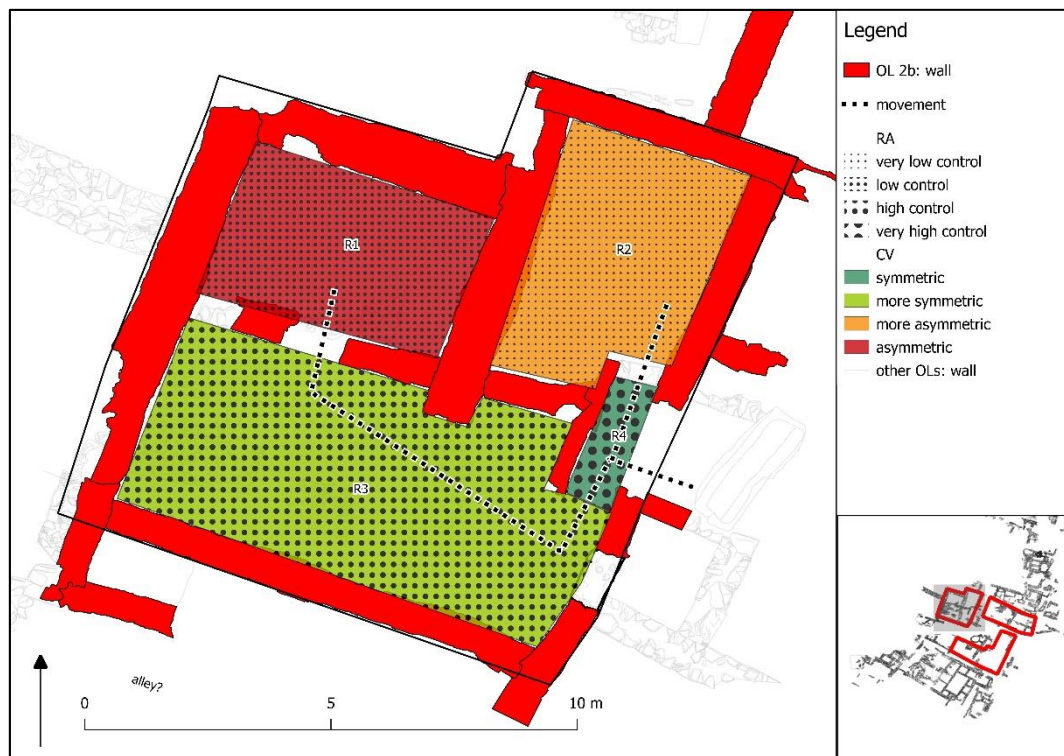 R1
R2
R4
R3
alley?
0 5 10 m
Legend
OL 2b: wall
movement
RA
very low control
low control
high control
very high control
CV
symmetric
more symmetric
more asymmetric
asymmetric
other OLs: wall